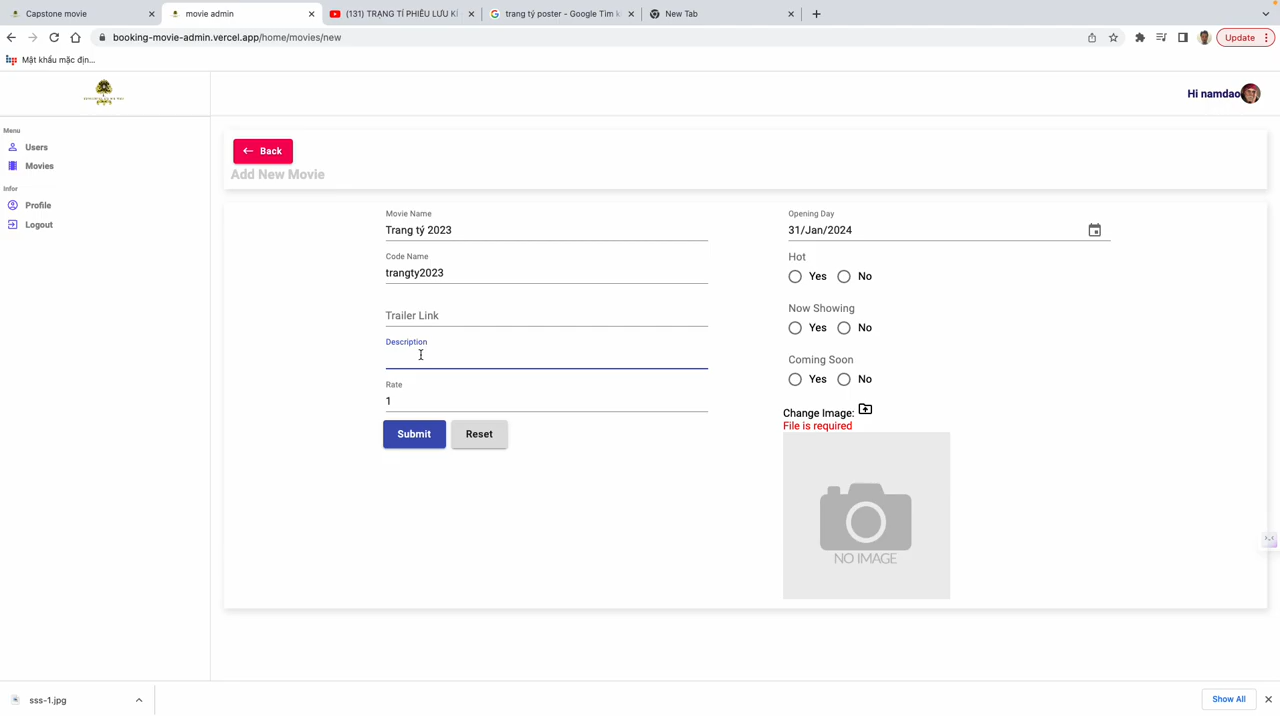 Capstone movie
movie admin
(131) TRẠNG TÍ PHIÊU LƯU KÍ
trạng tý poster - Google Tìm k
New Tab
booking-movie-admin.vercel.app/home/movies/new
Update
Mật khẩu mặc địn...
Hi namdao
Menu
Users
Movies
Infor
Profile
Logout
Back
Add New Movie
Movie Name
Trang tý 2023
Code Name
trangty2023
Trailer Link
Description
Rate
1
Submit
Reset
Opening Day
31/Jan/2024
Hot
Yes
No
Now Showing
Yes
No
Coming Soon
Yes
No
Change Image:
File is required
NO IMAGE
sss-1.jpg
Show All